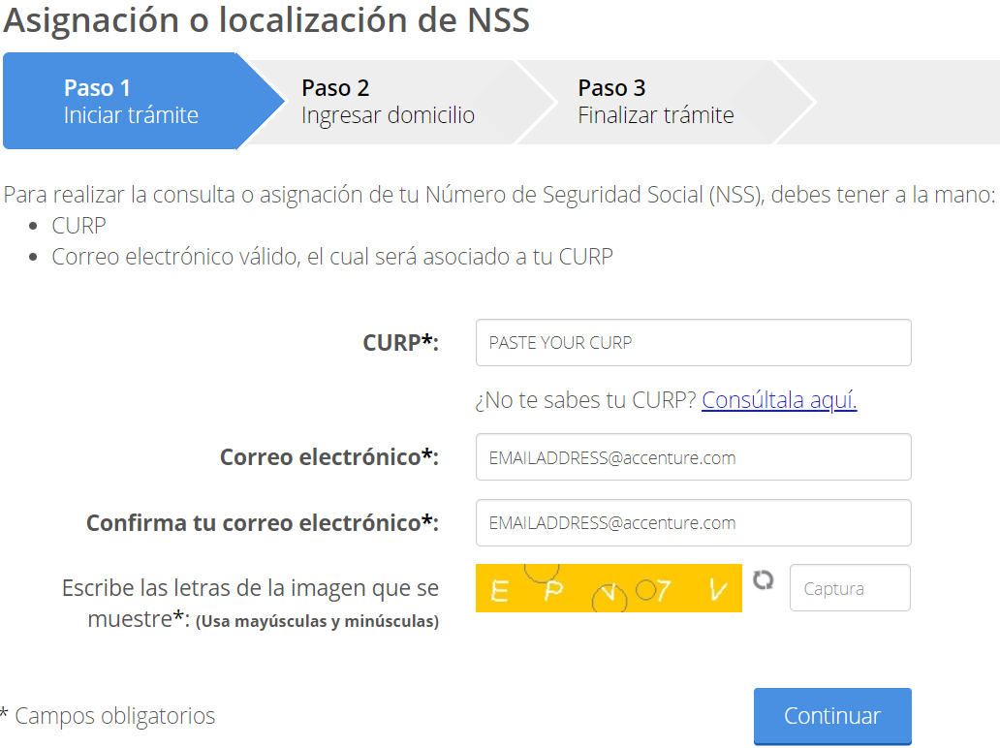 Asignación o localización de NSS
Paso 1
Iniciar trámite
Paso 2
Ingresar domicilio
Paso 3
Finalizar trámite
Para realizar la consulta o asignación de tu Número de Seguridad Social (NSS), debes tener a la mano:
• CURP
• Correo electrónico válido, el cual será asociado a tu CURP
CURP*:
PASTE YOUR CURP
¿No te sabes tu CURP? Consúltala aquí.
Correo electrónico*:
EMAILADDRESS@accenture.com
Confirma tu correo electrónico*:
EMAILADDRESS@accenture.com
Escribe las letras de la imagen que se
muestre*: (Usa mayúsculas y minúsculas)
E P N 7 V
Captura
* Campos obligatorios
Continuar